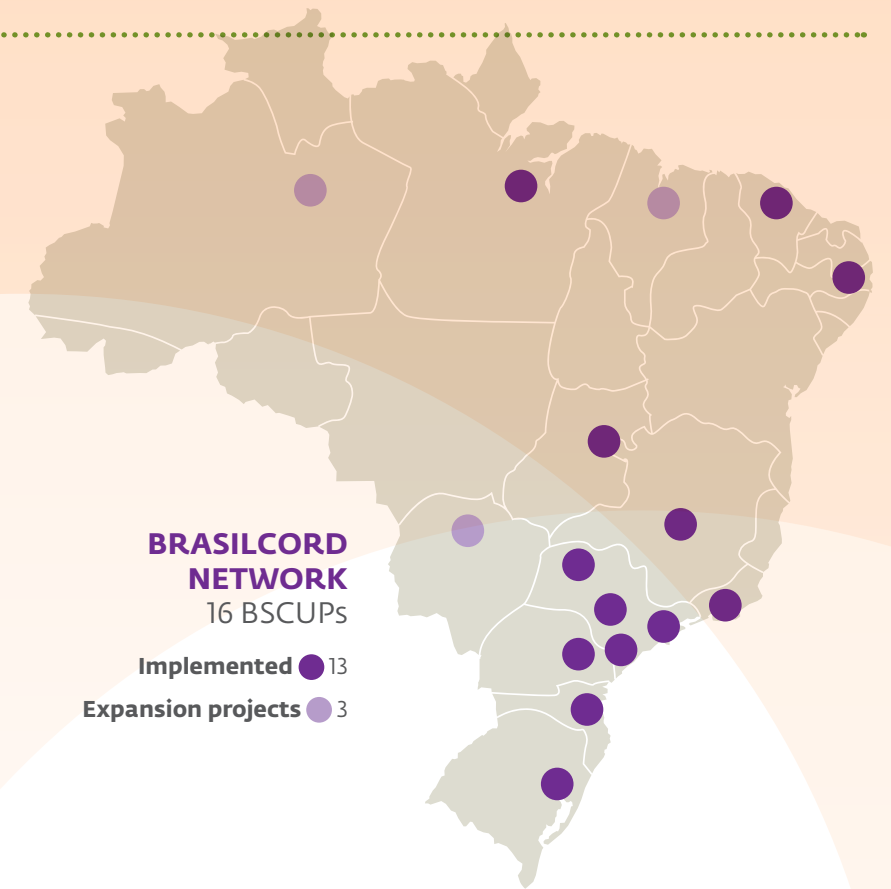 BRASILCORD
NETWORK
16 BSCUPs
Implemented 13
Expansion projects 3